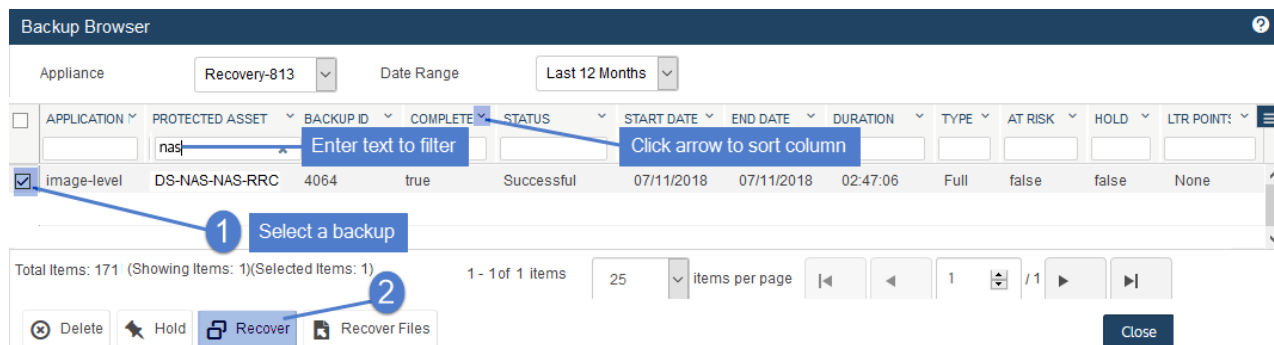 Backup Browser ?
Appliance Recovery-813 Date Range Last 12 Months
APPLICATION PROTECTED ASSET BACKUP ID COMPLETE STATUS START DATE END DATE DURATION TYPE AT RISK HOLD LTR POINTS
nas Enter text to filter Click arrow to sort column
image-level DS-NAS-NAS-RRC 4064 true Successful 07/11/2018 07/11/2018 02:47:06 Full false false None
1 Select a backup
Total Items: 171 (Showing Items: 1)(Selected Items: 1) 1 - 1 of 1 items 25 items per page 1 / 1
2
Delete Hold Recover Recover Files Close